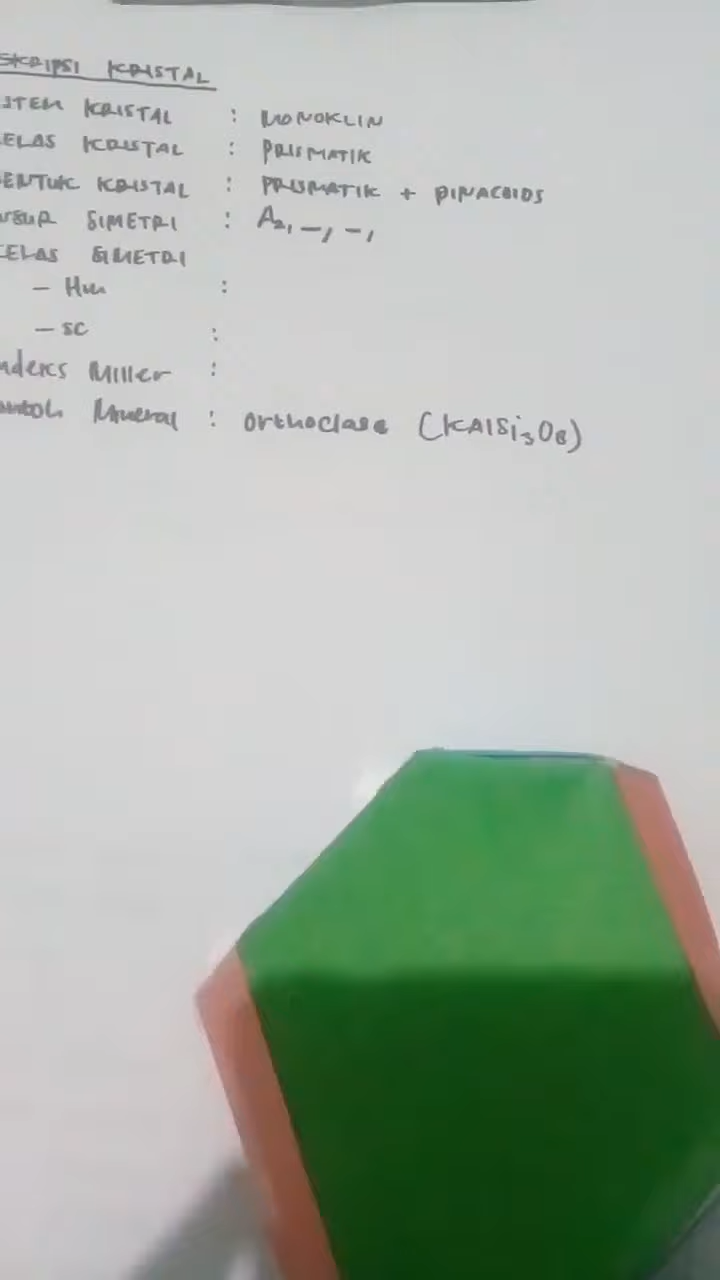 SKRIPSI KRISTAL
STEM KRISTAL : MONOKLIN
ELAS KRISTAL : PRISMATIK
ENTUK KRISTAL : PRISMATIK + PINACOIDS
SUR SIMETRI : A₂, –, –,
ELAS SIMETRI
– Hm :
– SC :
ndeks Miller :
ontoh Mineral : Orthoclase (KAlSi₃O₈)